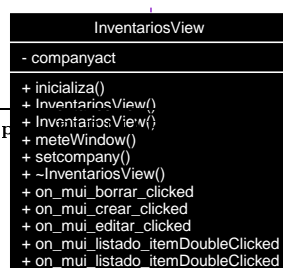 InventariosView
- companyact
+ inicializa()
+ InventariosView()
+ InventariosView()
+ meteWindow()
+ setcompany()
+ ~InventariosView()
+ on_mui_borrar_clicked
+ on_mui_crear_clicked
+ on_mui_editar_clicked
+ on_mui_listado_itemDoubleClicked
+ on_mui_listado_itemDoubleClicked